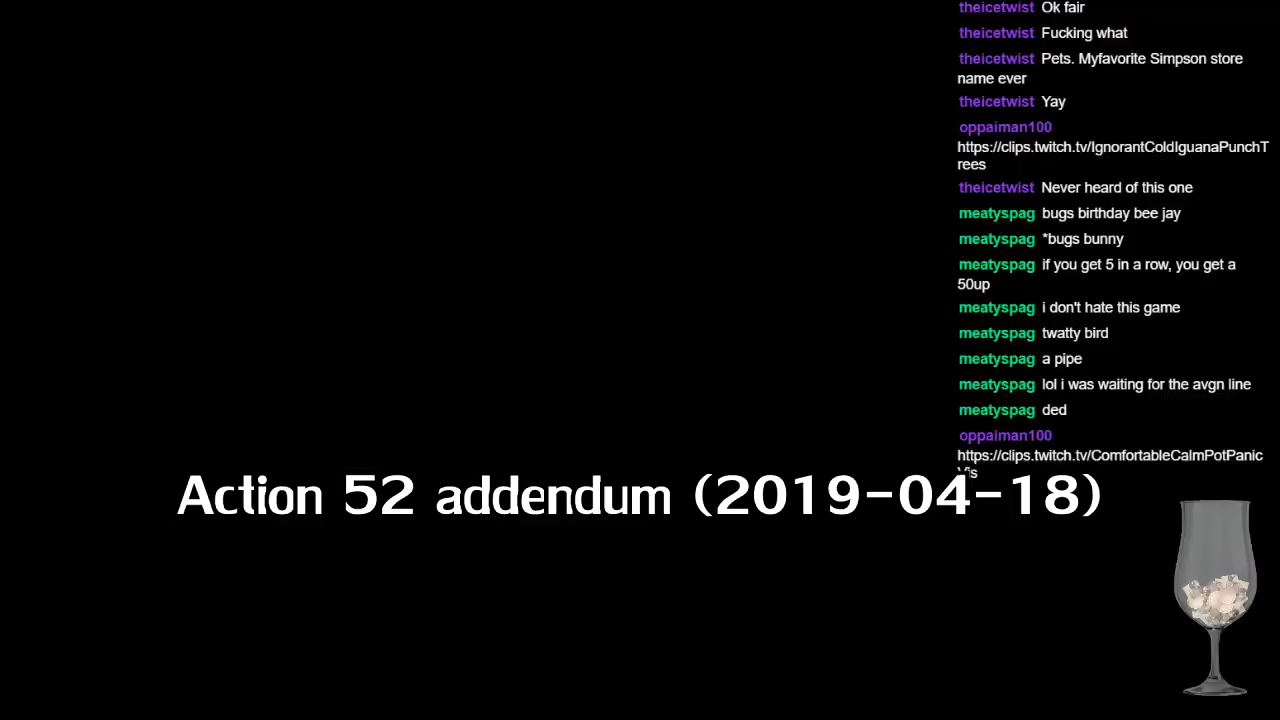 theicetwist Ok fair
theicetwist Fucking what
theicetwist Pets. Myfavorite Simpson store
name ever
theicetwist Yay
oppaiman100
https://clips.twitch.tv/IgnorantColdIguanaPunchT
rees
theicetwist Never heard of this one
meatyspag bugs birthday bee jay
meatyspag *bugs bunny
meatyspag if you get 5 in a row, you get a
50up
meatyspag i don't hate this game
meatyspag twatty bird
meatyspag a pipe
meatyspag lol i was waiting for the avgn line
meatyspag ded
oppaiman100
https://clips.twitch.tv/ComfortableCalmPotPanic
Vis
Action 52 addendum (2019-04-18)